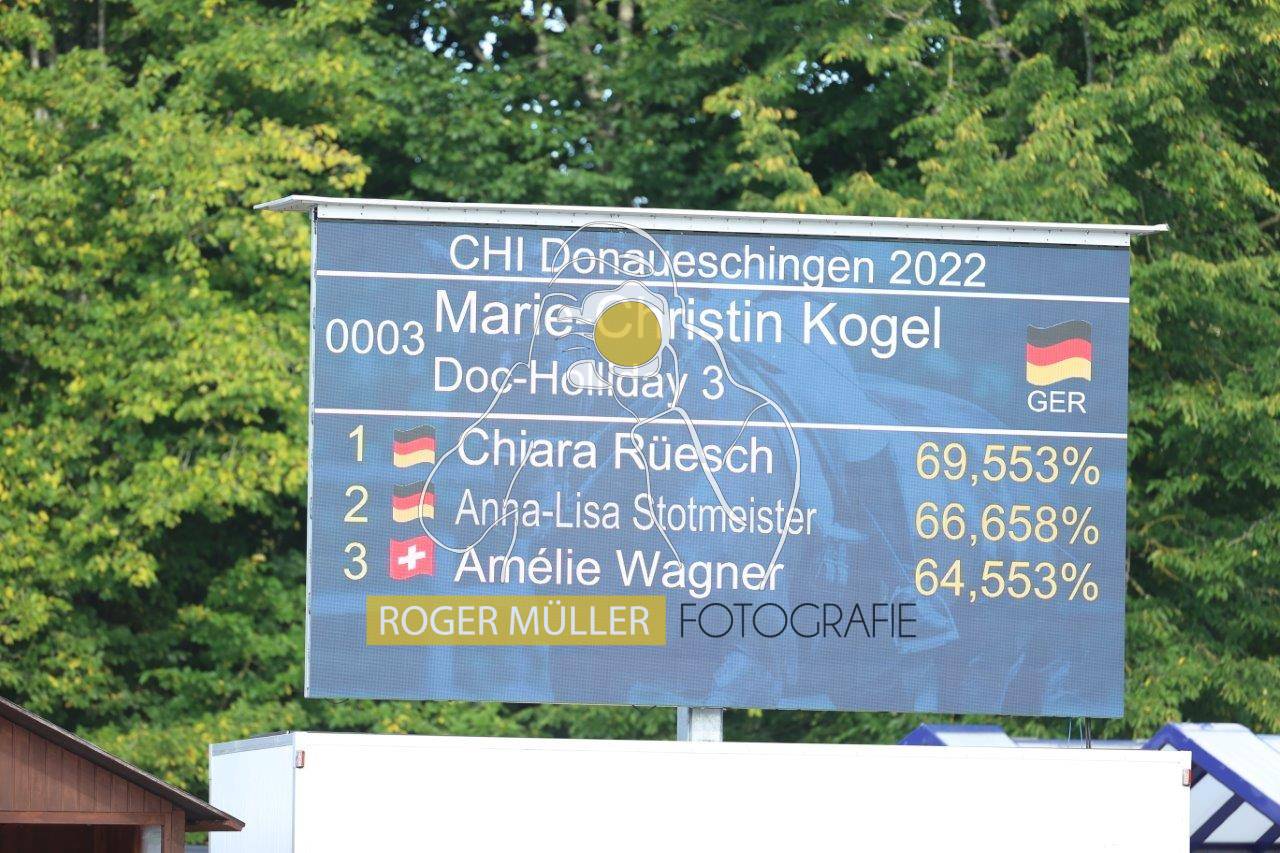 CHI Donaueschingen 2022
0003 Marie-Christin Kogel
Doc-Holliday 3
GER
1 Chiara Rüesch 69,553%
2 Anna-Lisa Stotmeister 66,658%
3 Amélie Wagner 64,553%
ROGER MÜLLER FOTOGRAFIE